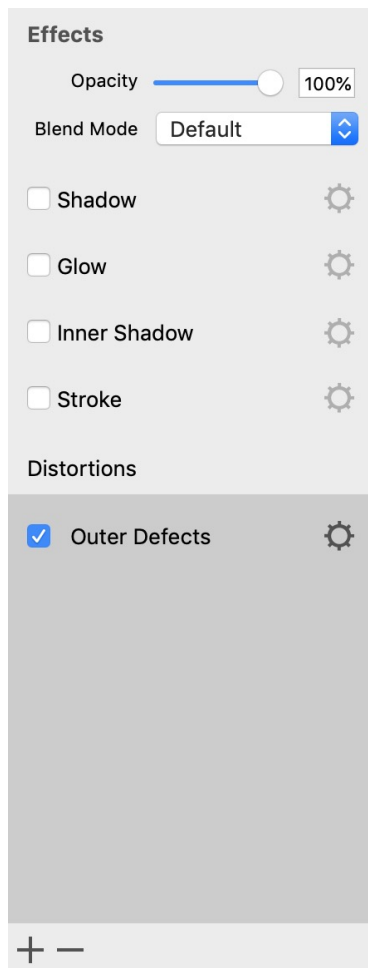 Effects
Opacity 100%
Blend Mode Default
Shadow
Glow
Inner Shadow
Stroke
Distortions
Outer Defects